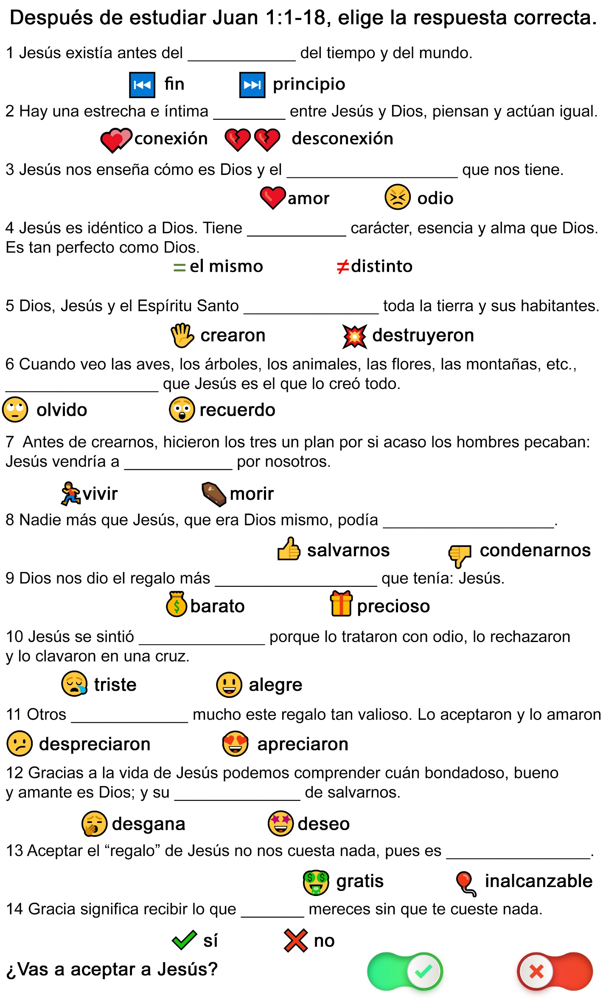 Después de estudiar Juan 1:1-18, elige la respuesta correcta.
1 Jesús existía antes del ____________ del tiempo y del mundo.
fin principio
2 Hay una estrecha e íntima ________ entre Jesús y Dios, piensan y actúan igual.
conexión desconexión
3 Jesús nos enseña cómo es Dios y el ___________________ que nos tiene.
amor odio
4 Jesús es idéntico a Dios. Tiene ___________ carácter, esencia y alma que Dios.
Es tan perfecto como Dios.
= el mismo ≠ distinto
5 Dios, Jesús y el Espíritu Santo _______________ toda la tierra y sus habitantes.
crearon destruyeron
6 Cuando veo las aves, los árboles, los animales, las flores, las montañas, etc.,
_________________ que Jesús es el que lo creó todo.
olvido recuerdo
7 Antes de crearnos, hicieron los tres un plan por si acaso los hombres pecaban:
Jesús vendría a ____________ por nosotros.
vivir morir
8 Nadie más que Jesús, que era Dios mismo, podía ___________________.
salvarnos condenarnos
9 Dios nos dio el regalo más __________________ que tenía: Jesús.
barato precioso
10 Jesús se sintió ______________ porque lo trataron con odio, lo rechazaron
y lo clavaron en una cruz.
triste alegre
11 Otros _____________ mucho este regalo tan valioso. Lo aceptaron y lo amaron
despreciaron apreciaron
12 Gracias a la vida de Jesús podemos comprender cuán bondadoso, bueno
y amante es Dios; y su ______________ de salvarnos.
desgana deseo
13 Aceptar el “regalo” de Jesús no nos cuesta nada, pues es ________________.
gratis inalcanzable
14 Gracia significa recibir lo que _______ mereces sin que te cueste nada.
sí no
¿Vas a aceptar a Jesús?